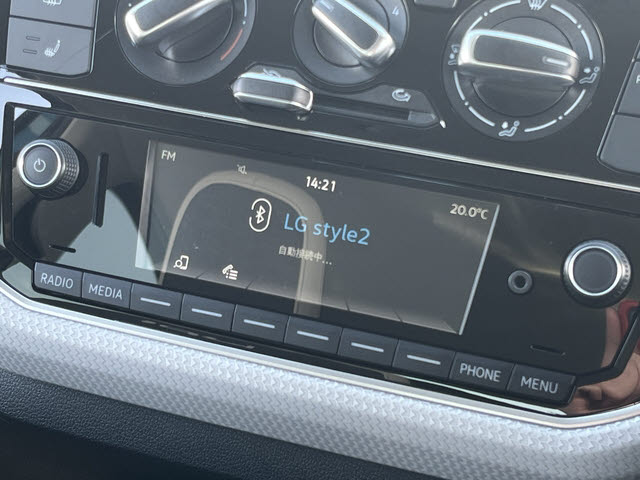 FM
14:21
20.0°C
LG style2
自動接続中...
RADIO
MEDIA
PHONE
MENU